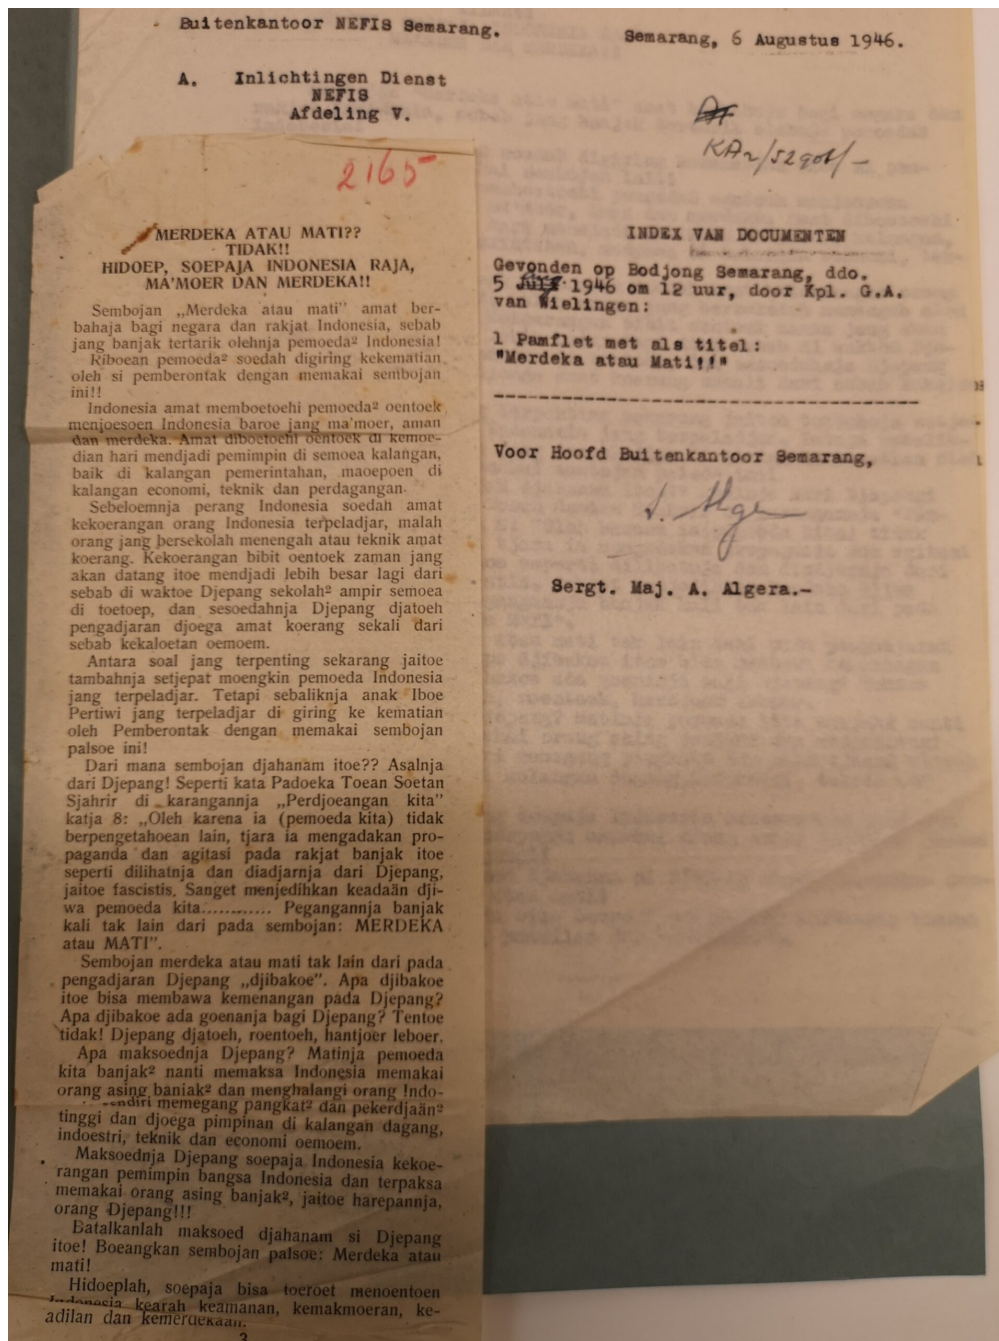 Buitenkantoor NEFIS Semarang.
Semarang, 6 Augustus 1946.
A. Inlichtingen Dienst
NEFIS
Afdeling V.
KA2/52904/-
INDEX VAN DOCUMENTEN
Gevonden op Bodjong Semarang, ddo.
5 1946 om 12 uur, door Kpl. G.A.
van Wielingen:
1 Pamflet met als titel:
"Merdeka atau Mati!!"
Voor Hoofd Buitenkantoor Semarang,
Sergt. Maj. A. Algera.-
2165
MERDEKA ATAU MATI??
TIDAK!!
HIDOEP, SOEPAJA INDONESIA RAJA,
MA'MOER DAN MERDEKA!!
Sembojan „Merdeka atau mati" amat ber-
bahaja bagi negara dan rakjat Indonesia, sebab
jang banjak tertarik olehnja pemoeda² Indonesia!
Riboean pemoeda² soedah digiring kekematian
oleh si pemberontak dengan memakai sembojan
ini!!
Indonesia amat memboetoehi pemoeda² oentoek
menjoesoen Indonesia baroe jang ma'moer, aman
dan merdeka. Amat diboetoehi oentoek di kemoe-
dian hari mendjadi pemimpin di semoea kalangan,
baik di kalangan pemerintahan, maoepoen di
kalangan economi, teknik dan perdagangan.
Sebeloemnja perang Indonesia soedah amat
kekoerangan orang Indonesia terpeladjar, malah
orang jang bersekolah menengah atau teknik amat
koerang. Kekoerangan bibit oentoek zaman jang
akan datang itoe mendjadi lebih besar lagi dari
sebab di waktoe Djepang sekolah² ampir semoea
di toetoep, dan sesoedahnja Djepang djatoeh
pengadjaran djoega amat koerang sekali dari
sebab kekaloetan oemoem.
Antara soal jang terpenting sekarang jaitoe
tambahnja setjepat moengkin pemoeda Indonesia
jang terpeladjar. Tetapi sebaliknja anak Iboe
Pertiwi jang terpeladjar di giring ke kematian
oleh Pemberontak dengan memakai sembojan
palsoe ini!
Dari mana sembojan djahanam itoe?? Asalnja
dari Djepang! Seperti kata Padoeka Toean Soetan
Sjahrir di karangannja „Perdjoeangan kita"
katja 8: „Oleh karena ia (pemoeda kita) tidak
berpengetahoean lain, tjara ia mengadakan pro-
paganda dan agitasi pada rakjat banjak itoe
seperti dilihatnja dan diadjarnja dari Djepang,
jaitoe fascistis. Sanget menjedihkan keadaän dji-
wa pemoeda kita............ Pegangannja banjak
kali tak lain dari pada sembojan: MERDEKA
atau MATI".
Sembojan merdeka atau mati tak lain dari pada
pengadjaran Djepang „djibakoe". Apa djibakoe
itoe bisa membawa kemenangan pada Djepang?
Apa djibakoe ada goenanja bagi Djepang? Tentoe
tidak! Djepang djatoeh, roentoeh, hantjoer leboer.
Apa maksoednja Djepang? Matinja pemoeda
kita banjak² nanti memaksa Indonesia memakai
orang asing banjak² dan menghalangi orang Indo-
sendiri memegang pangkat² dan pekerdjaän²
tinggi dan djoega pimpinan di kalangan dagang,
indoestri, teknik dan economi oemoem.
Maksoednja Djepang soepaja Indonesia kekoe-
rangan pemimpin bangsa Indonesia dan terpaksa
memakai orang asing banjak², jaitoe harepannja,
orang Djepang!!!
Batalkanlah maksoed djahanam si Djepang
itoe! Boeangkan sembojan palsoe: Merdeka atau
mati!
Hidoeplah, soepaja bisa toeroet menoentoen
Indonesia kearah keamanan, kemakmoeran, ke-
adilan dan kemerdekaan.
3